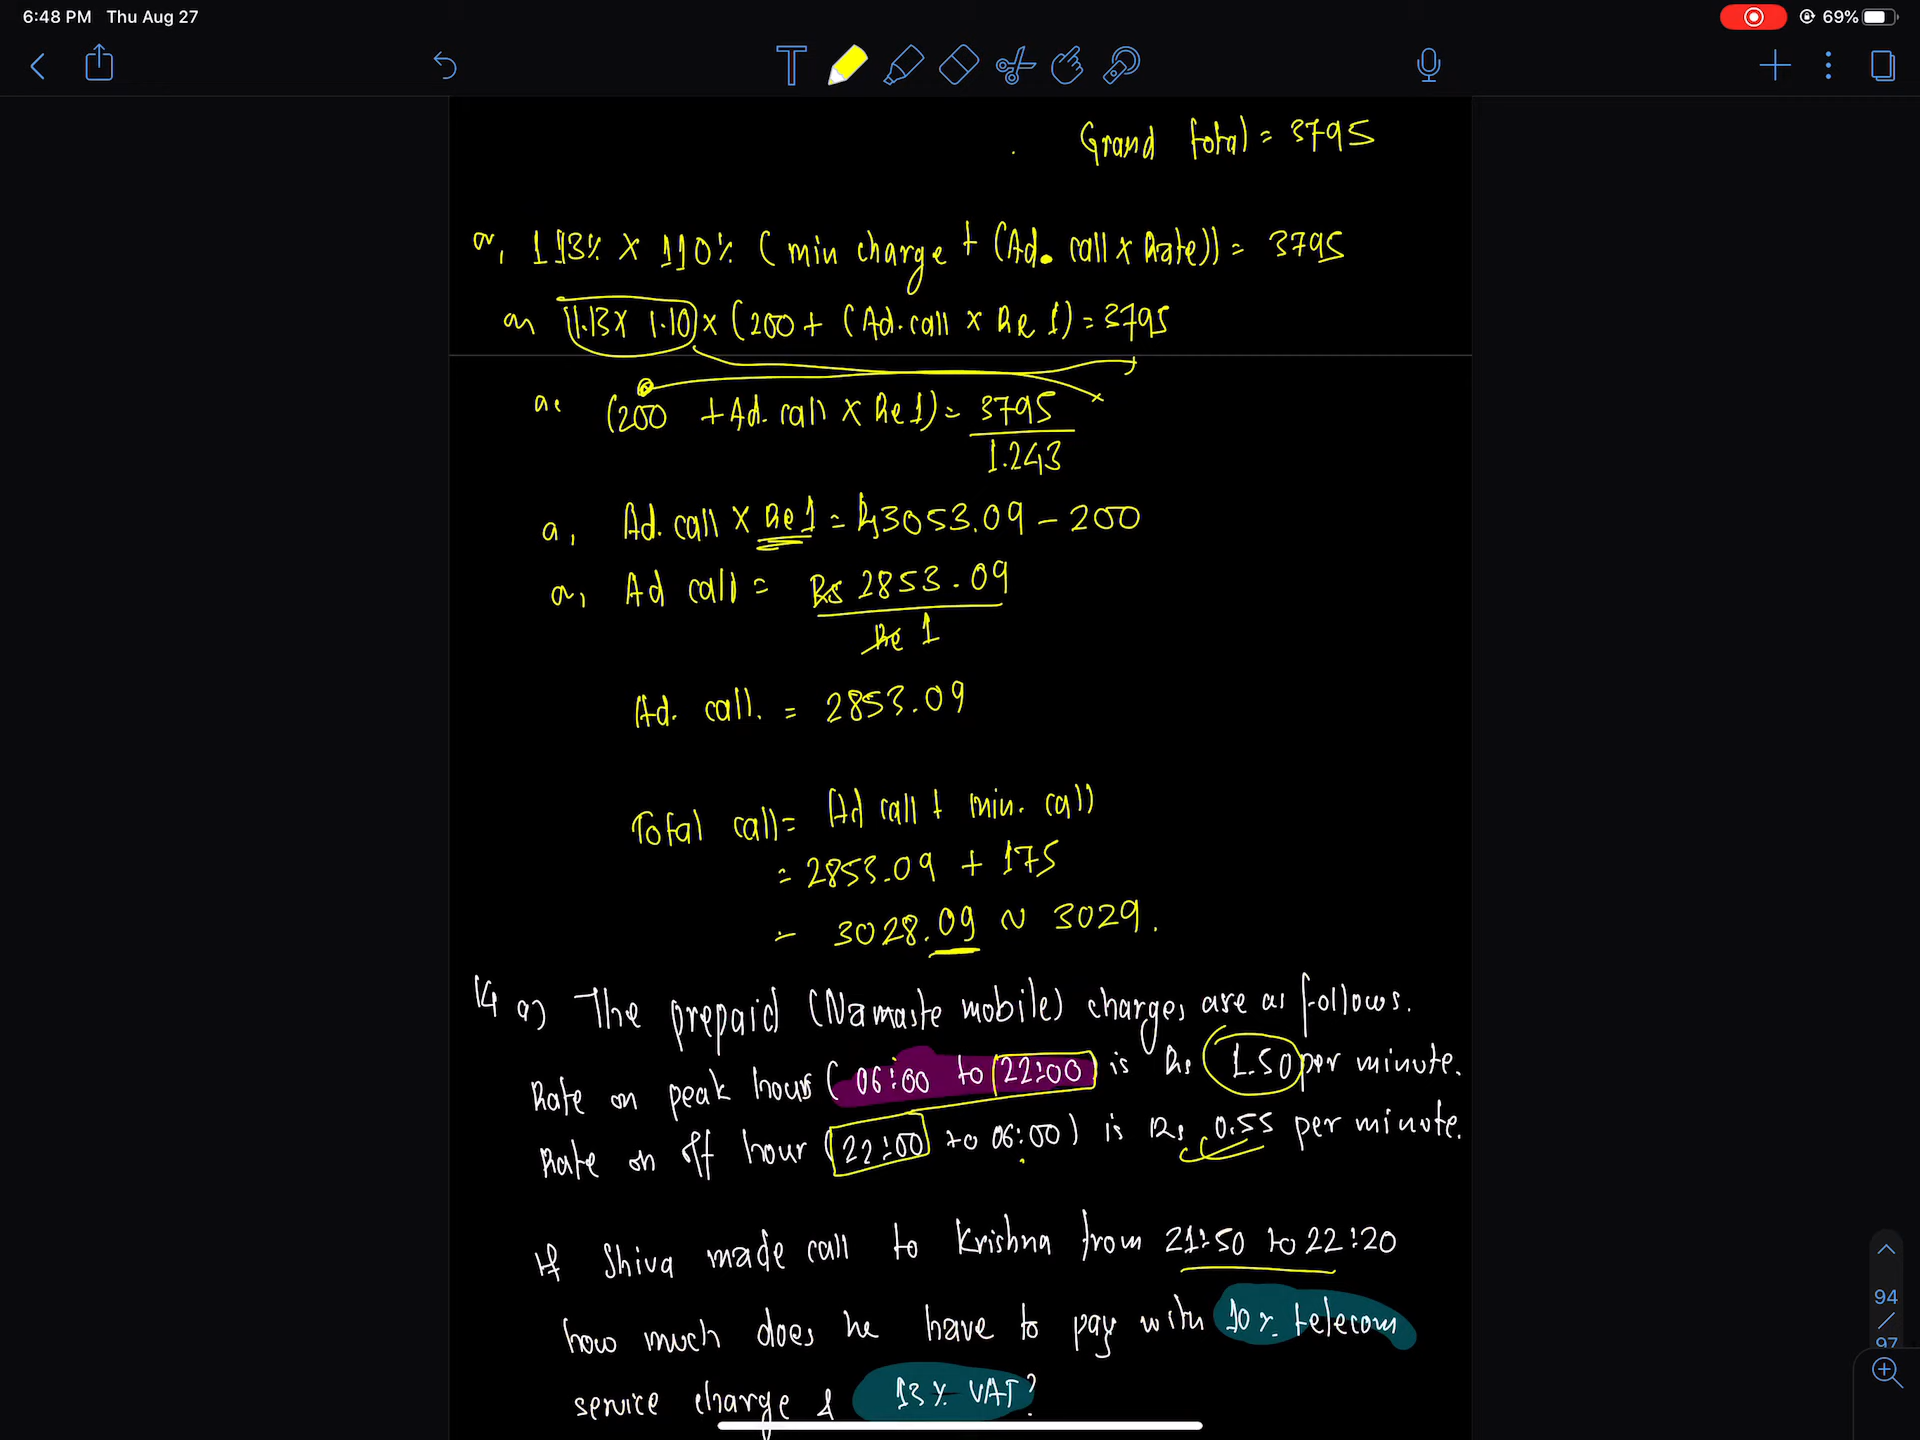 6:48 PM Thu Aug 27
69%
Grand total = 3795
or, 113% X 110% ( min charge + (Ad. call x Rate)) = 3795
or 1.13 X 1.10 x (200 + (Ad.call x Re 1) = 3795
(200 + Ad. call X Re 1) = 3795
1.243
Ad. call X Re 1 = Rs 3053.09 - 200
Ad call = Rs 2853.09
Re 1
Ad. call. = 2853.09
Total call = Ad call + min. call
= 2853.09 + 175
= 3028.09 ~ 3029.
14 a) The prepaid (Namaste mobile) charges are as follows.
Rate on peak hours (06:00 to 22:00) is Rs 1.50 per minute.
Rate on off hour (22:00 to 06:00) is Rs 0.55 per minute.
If Shiva made call to Krishna from 21:50 to 22:20
how much does he have to pay with 10% telecom
service charge & 13% VAT?
94
/
97